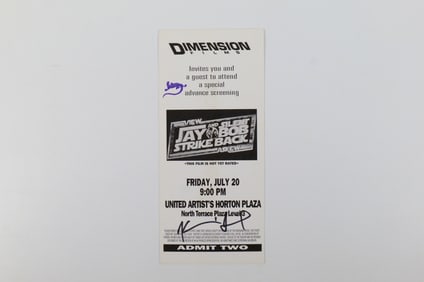 DIMENSION
FILMS
Invites you and
a guest to attend
a special
advance screening
VIEW
JAY AND SILENT BOB
STRIKE BACK
ASKEW
~THIS FILM IS NOT YET RATED~
FRIDAY, JULY 20
9:00 PM
UNITED ARTIST'S HORTON PLAZA
North Terrace Plaza Level 3
ADMIT TWO